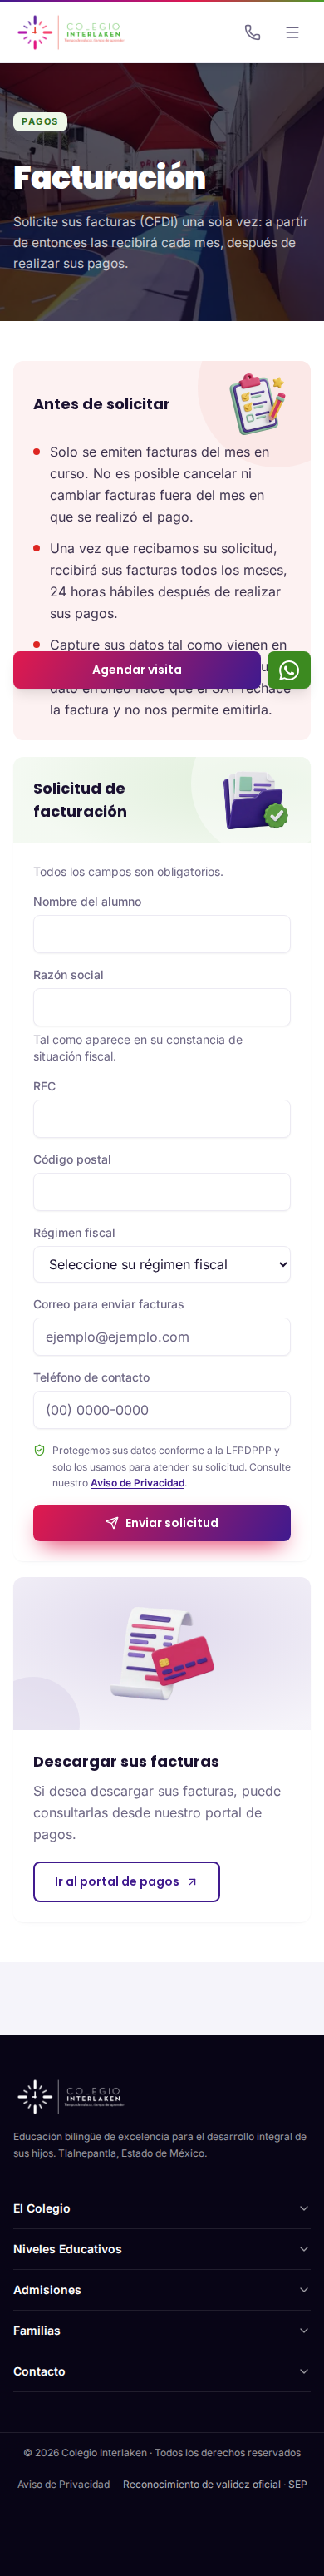 COLEGIO
INTERLAKEN
PAGOS
Facturación
Solicite sus facturas (CFDI) una sola vez: a partir
de entonces las recibirá cada mes, después de
realizar sus pagos.
Antes de solicitar
Solo se emiten facturas del mes en
curso. No es posible cancelar ni
cambiar facturas fuera del mes en
que se realizó el pago.
Una vez que recibamos su solicitud,
recibirá sus facturas todos los meses,
24 horas hábiles después de realizar
sus pagos.
Capture sus datos tal como vienen en
Agendar visita
dato erróneo hace que el SAT rechace
la factura y no nos permite emitirla.
Solicitud de
facturación
Todos los campos son obligatorios.
Nombre del alumno
Razón social
Tal como aparece en su constancia de
situación fiscal.
RFC
Código postal
Régimen fiscal
Seleccione su régimen fiscal
Correo para enviar facturas
ejemplo@ejemplo.com
Teléfono de contacto
(00) 0000-0000
Protegemos sus datos conforme a la LFPDPPP y
solo los usamos para atender su solicitud. Consulte
nuestro Aviso de Privacidad.
Enviar solicitud
Descargar sus facturas
Si desea descargar sus facturas, puede
consultarlas desde nuestro portal de
pagos.
Ir al portal de pagos
COLEGIO
INTERLAKEN
Educación bilingüe de excelencia para el desarrollo integral de
sus hijos. Tlalnepantla, Estado de México.
El Colegio
Niveles Educativos
Admisiones
Familias
Contacto
© 2026 Colegio Interlaken · Todos los derechos reservados
Aviso de Privacidad Reconocimiento de validez oficial · SEP